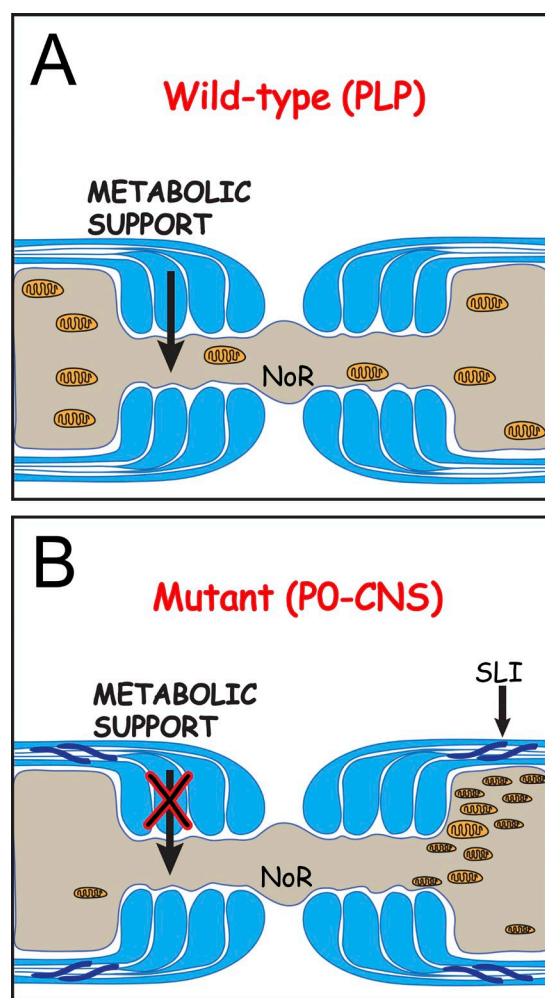 A
Wild-type (PLP)
METABOLIC
SUPPORT
NoR
B
Mutant (P0-CNS)
SLI
METABOLIC
SUPPORT
NoR